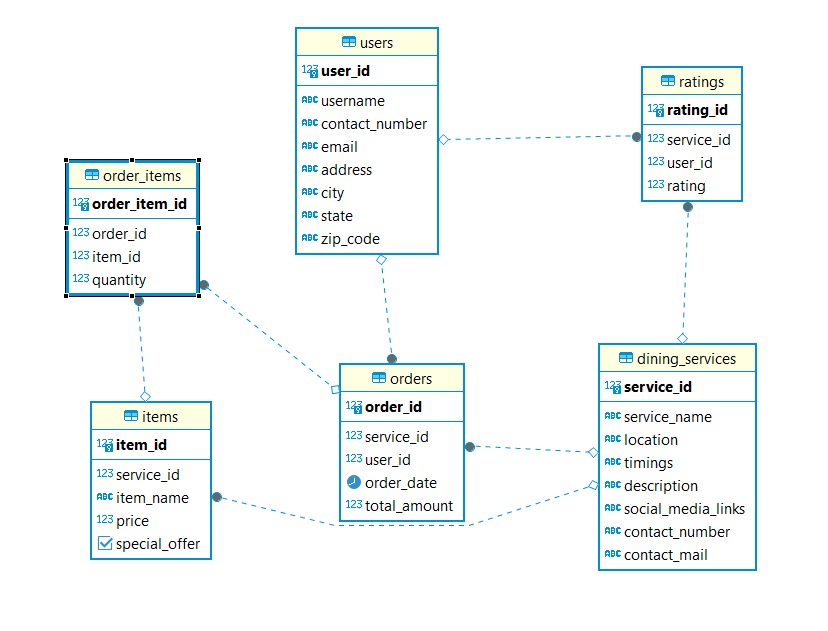 users
123 user_id
ABC username
ABC contact_number
ABC email
ABC address
ABC city
ABC state
ABC zip_code
ratings
123 rating_id
123 service_id
123 user_id
123 rating
order_items
123 order_item_id
123 order_id
123 item_id
123 quantity
items
123 item_id
123 service_id
ABC item_name
123 price
special_offer
orders
123 order_id
123 service_id
123 user_id
order_date
123 total_amount
dining_services
123 service_id
ABC service_name
ABC location
ABC timings
ABC description
ABC social_media_links
ABC contact_number
ABC contact_mail